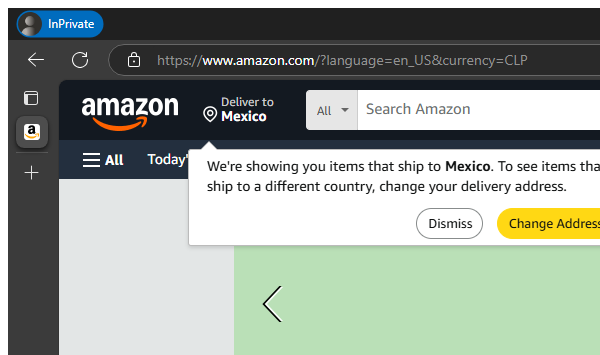 InPrivate
https://www.amazon.com/?language=en_US&currency=CLP
amazon
Deliver to
Mexico
All
Search Amazon
All
Today'
We're showing you items that ship to Mexico. To see items tha
ship to a different country, change your delivery address.
Dismiss
Change Address